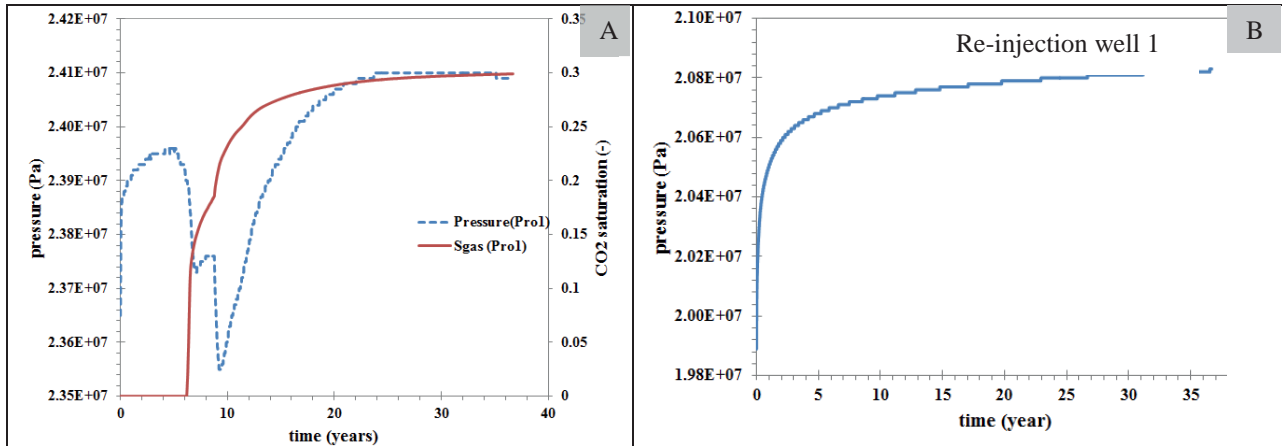 A
2.42E+07
2.41E+07
2.40E+07
2.39E+07
2.38E+07
2.37E+07
2.36E+07
2.35E+07
pressure (Pa)
0.35
0.3
0.25
0.2
0.15
0.1
0.05
0
CO2 saturation (-)
Pressure(Pro1)
Sgas (Pro1)
0 10 20 30 40
time (years)
B
Re-injection well 1
2.10E+07
2.08E+07
2.06E+07
2.04E+07
2.02E+07
2.00E+07
1.98E+07
pressure (Pa)
0 5 10 15 20 25 30 35
time (year)